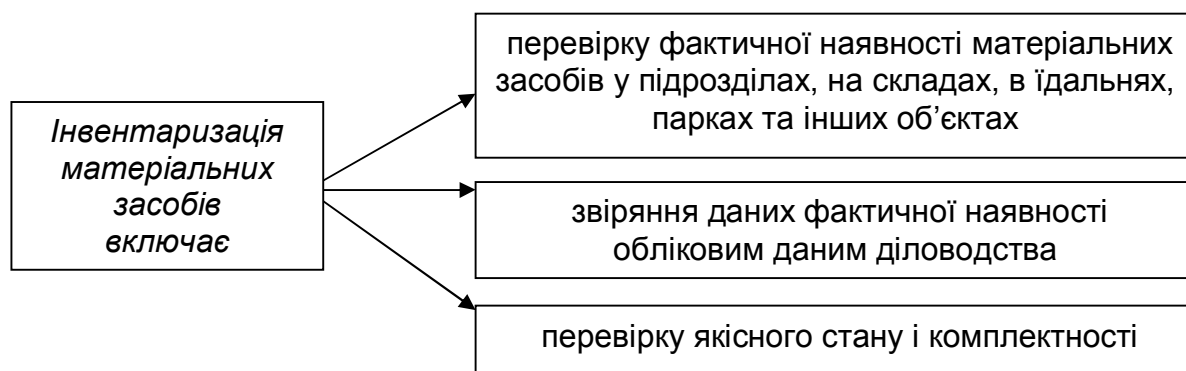 Інвентаризація
матеріальних
засобів
включає
перевірку фактичної наявності матеріальних
засобів у підрозділах, на складах, в їдальнях,
парках та інших об’єктах
звіряння даних фактичної наявності
обліковим даним діловодства
перевірку якісного стану і комплектності